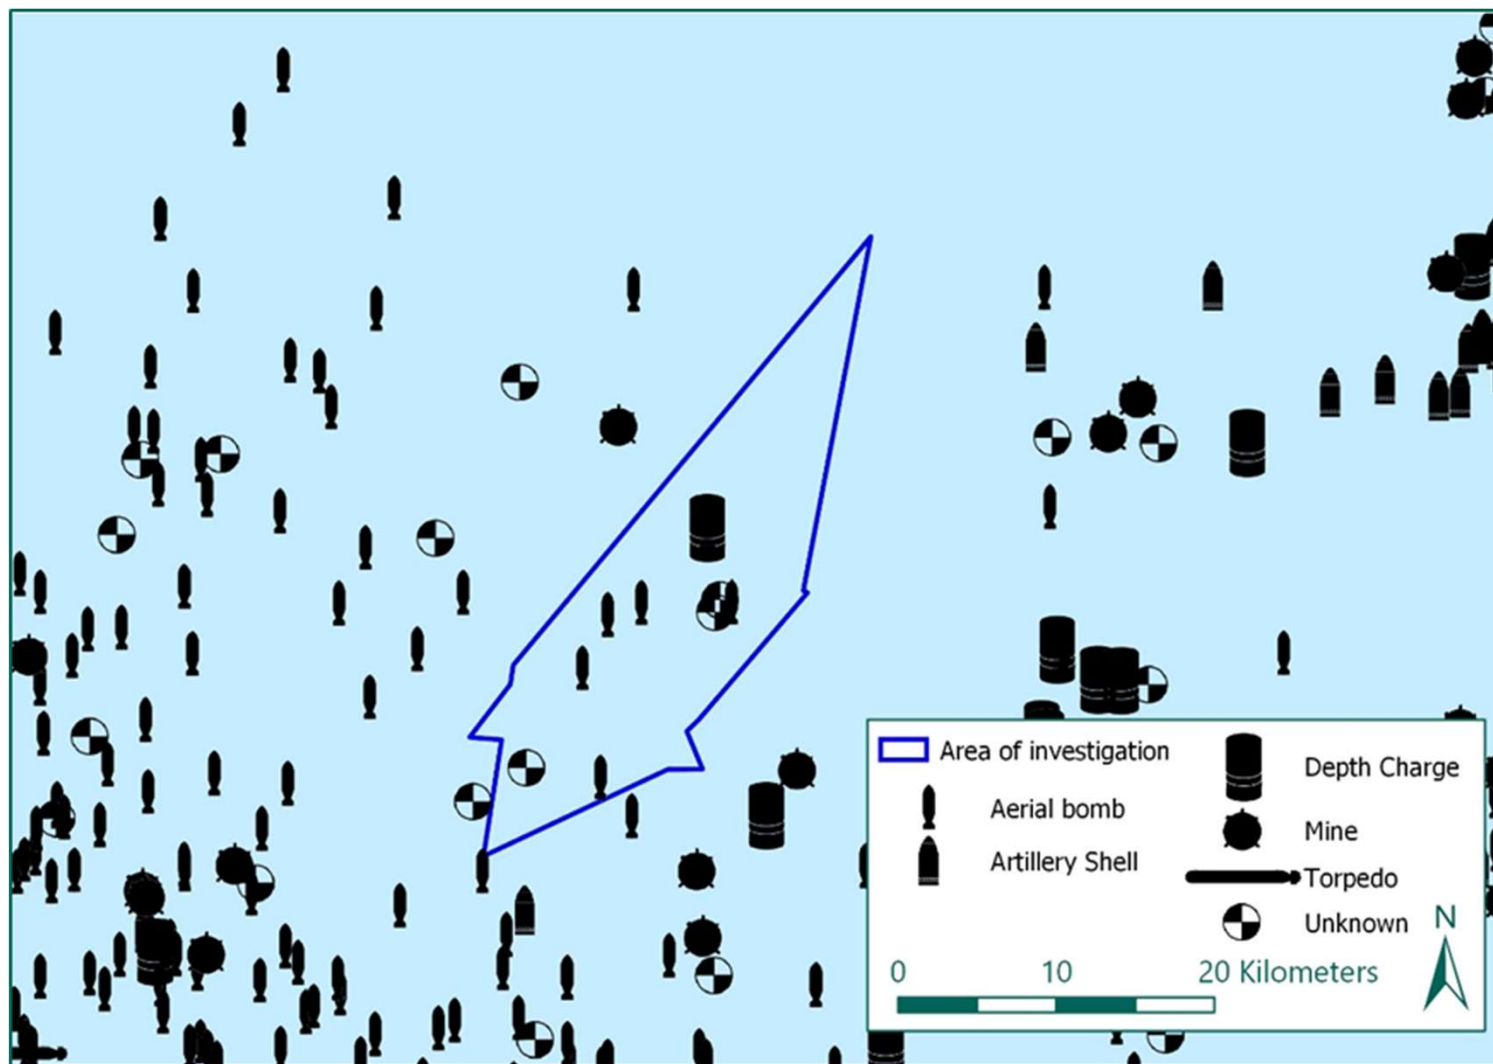 Area of investigation
Aerial bomb
Artillery Shell
Depth Charge
Mine
Torpedo
Unknown
N
0 10 20 Kilometers